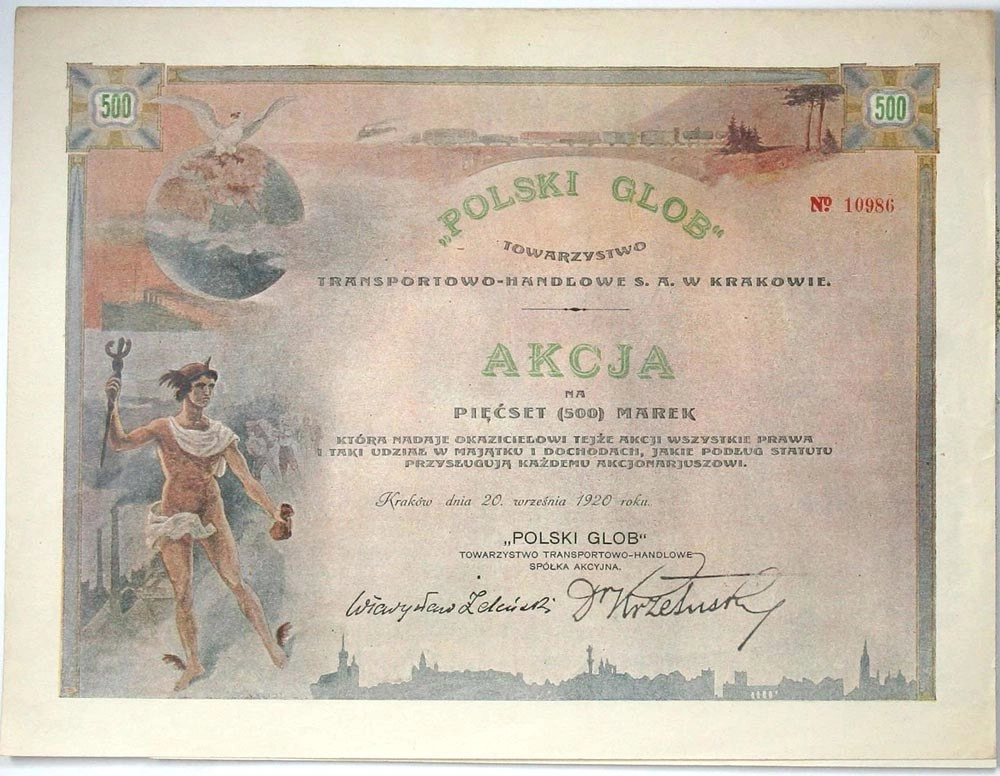 500
500
№ 10986
„POLSKI GLOB“
TOWARZYSTWO
TRANSPORTOWO-HANDLOWE S. A. W KRAKOWIE.
AKCJA
NA
PIĘĆSET (500) MAREK
KTÓRA NADAJE OKAZICIELOWI TEJŻE AKCJI WSZYSTKIE PRAWA
I TAKI UDZIAŁ W MAJĄTKU I DOCHODACH, JAKIE PODŁUG STATUTU
PRZYSŁUGUJĄ KAŻDEMU AKCJONARJUSZOWI.
Kraków dnia 20. września 1920 roku.
„POLSKI GLOB“
TOWARZYSTWO TRANSPORTOWO-HANDLOWE
SPÓŁKA AKCYJNA.
Władysław Żeleński Dr Krzetuski